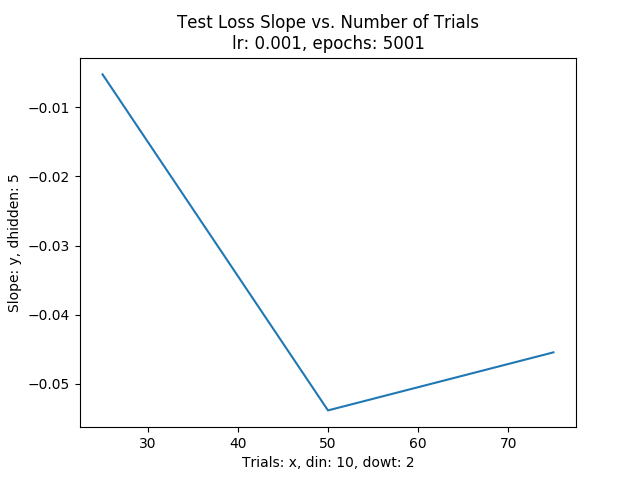 Test Loss Slope vs. Number of Trials
lr: 0.001, epochs: 5001
Slope: y, dhidden: 5
−0.01
−0.02
−0.03
−0.04
−0.05
30 40 50 60 70
Trials: x, din: 10, dowt: 2